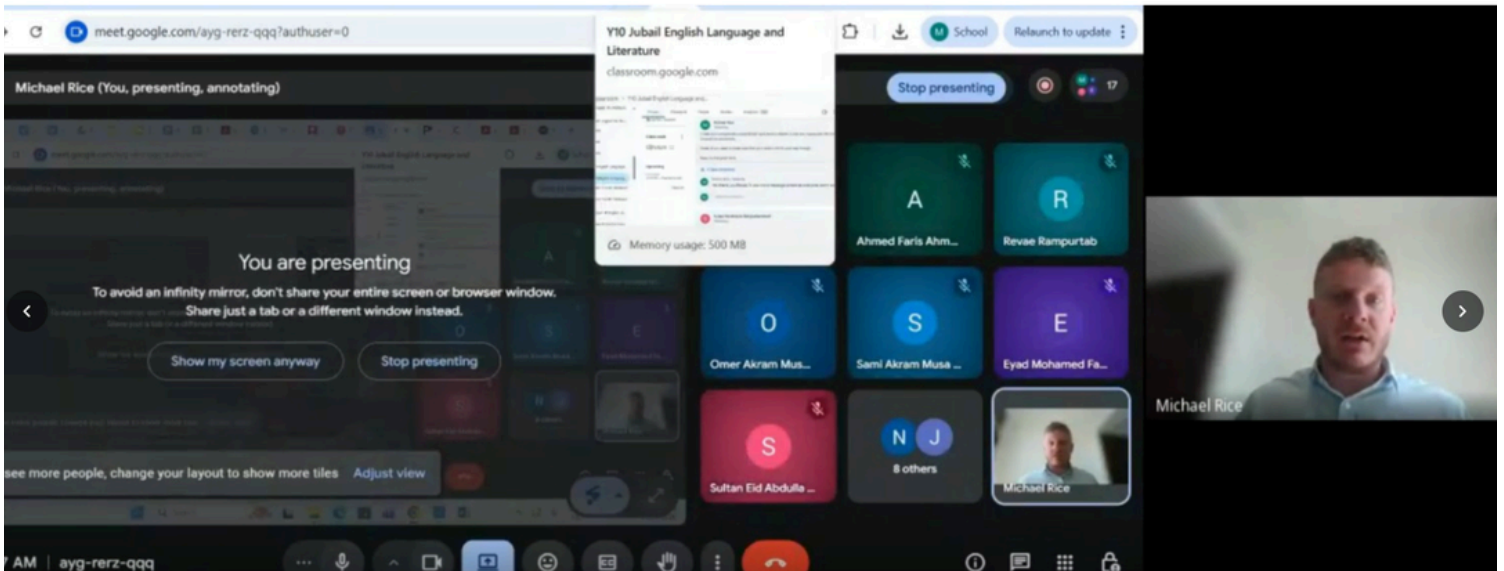 meet.google.com/ayg-rerz-qqq?authuser=0
Y10 Jubail English Language and
Literature
classroom.google.com
School
Relaunch to update
Michael Rice (You, presenting, annotating)
Stop presenting
17
You are presenting
To avoid an infinity mirror, don't share your entire screen or browser window.
Share just a tab or a different window instead.
Show my screen anyway
Stop presenting
Memory usage: 500 MB
A
Ahmed Faris Ahm...
R
Revae Rampurtab
O
Omer Akram Mus...
S
Sami Akram Musa ...
E
Eyad Mohamed Fa...
S
Sultan Eid Abdulla ...
N J
8 others
Michael Rice
Michael Rice
see more people, change your layout to show more tiles Adjust view
AM | ayg-rerz-qqq